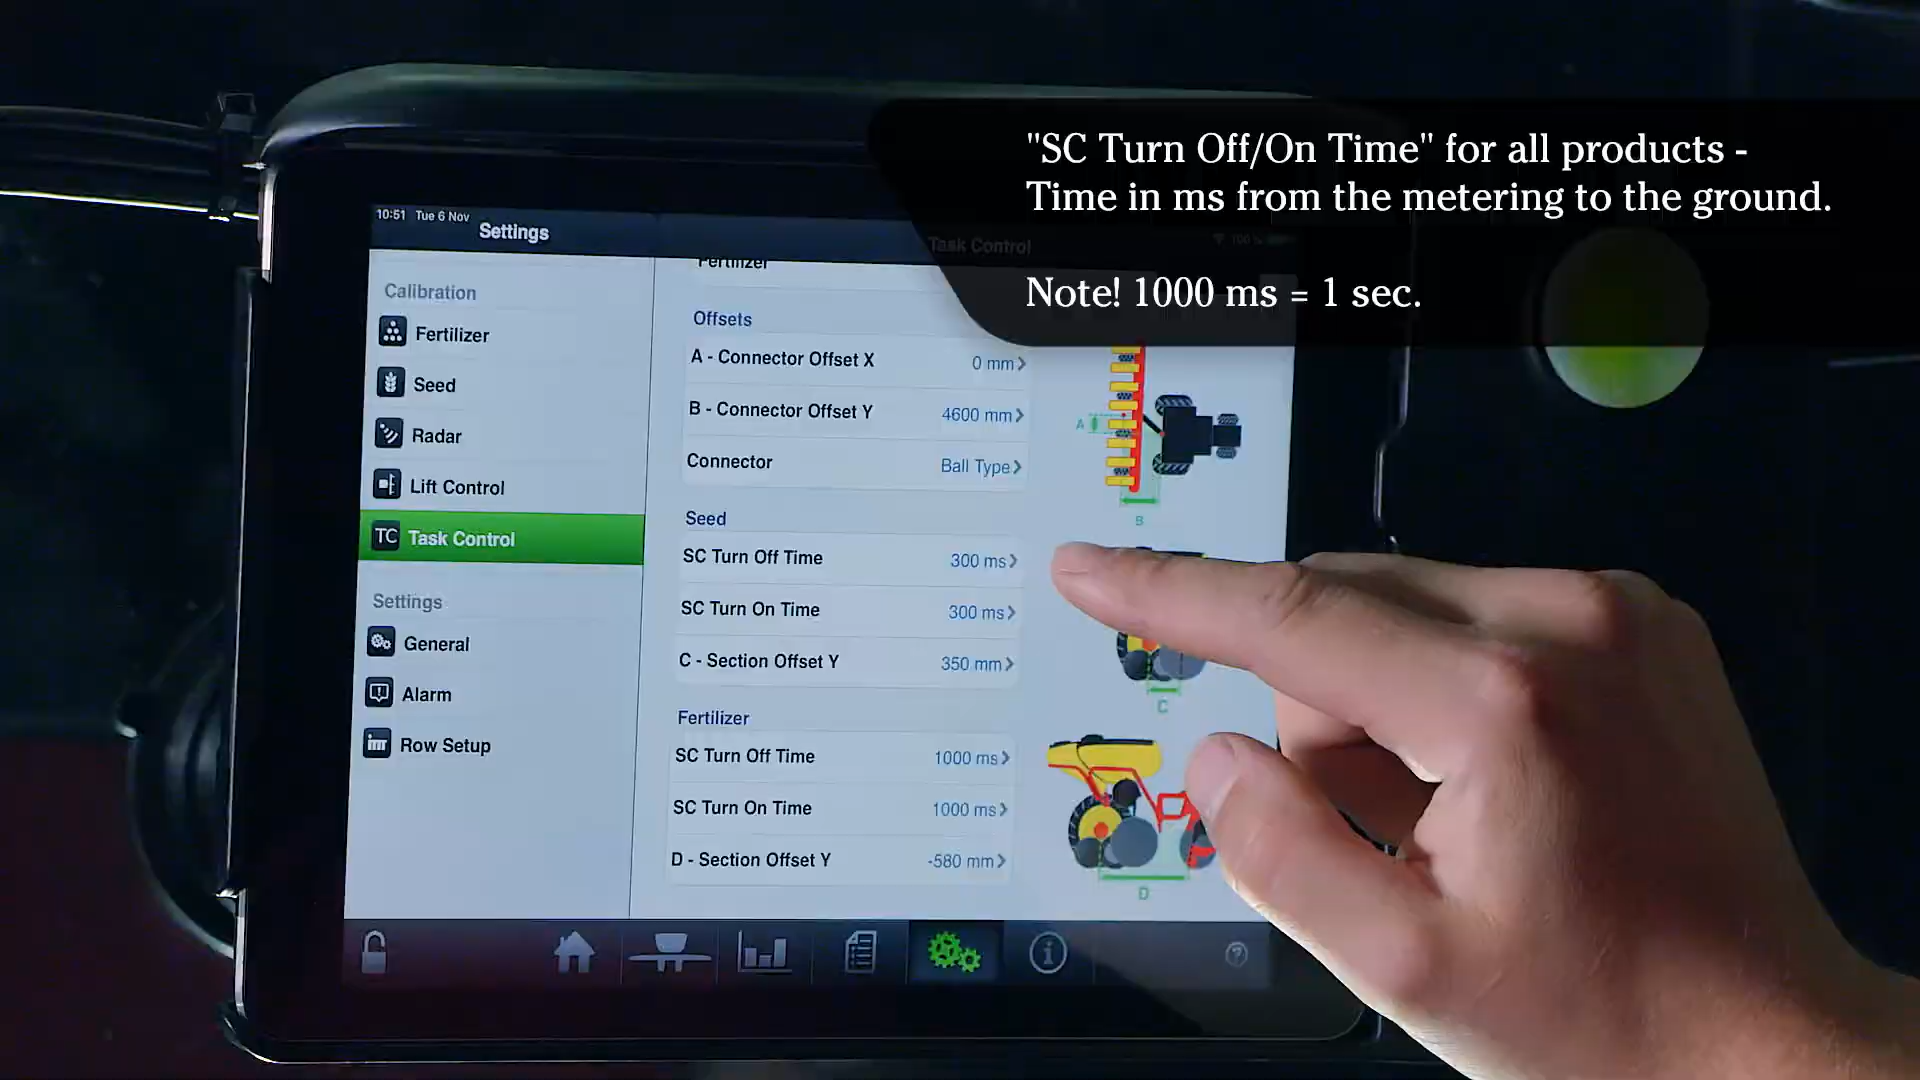 "SC Turn Off/On Time" for all products -
Time in ms from the metering to the ground.
Note! 1000 ms = 1 sec.
10:51 Tue 6 Nov
Settings
Task Control
100 %
Calibration
Fertilizer
Seed
Radar
Lift Control
TC Task Control
Settings
General
Alarm
Row Setup
Fertilizer
Offsets
A - Connector Offset X 0 mm
B - Connector Offset Y 4600 mm
Connector Ball Type
Seed
SC Turn Off Time 300 ms
SC Turn On Time 300 ms
C - Section Offset Y 350 mm
Fertilizer
SC Turn Off Time 1000 ms
SC Turn On Time 1000 ms
D - Section Offset Y -580 mm
A
B
C
D